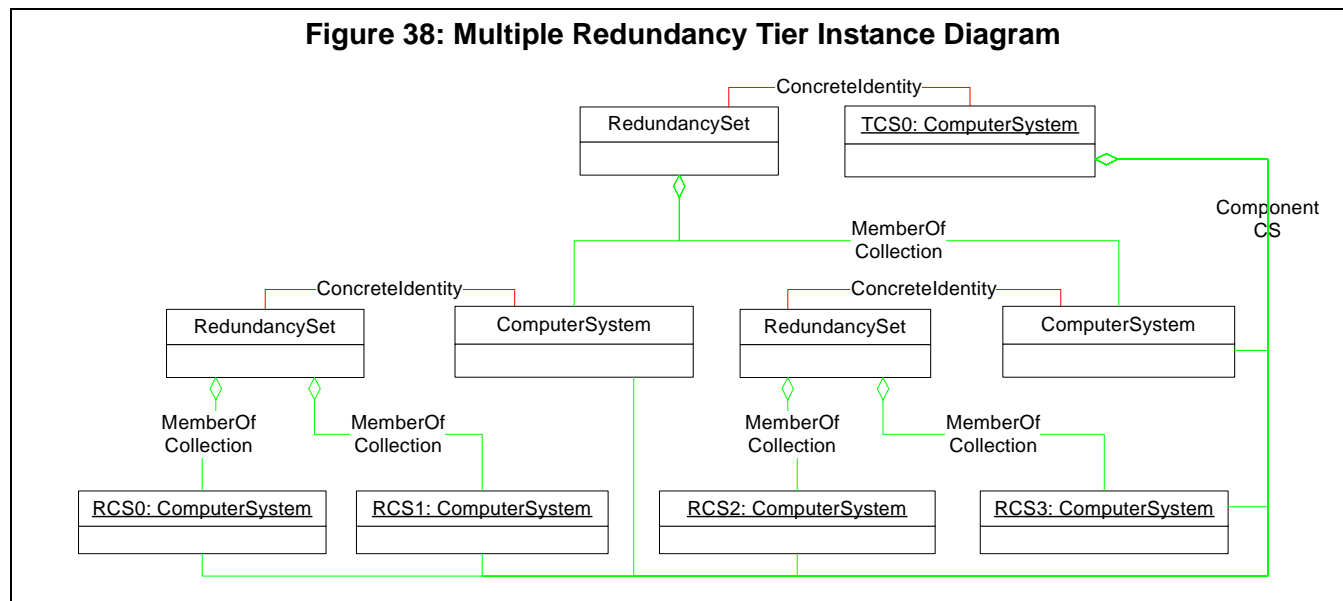 Figure 38: Multiple Redundancy Tier Instance Diagram
ConcreteIdentity
RedundancySet
TCS0: ComputerSystem
Component
CS
MemberOf
Collection
ConcreteIdentity
ConcreteIdentity
RedundancySet
ComputerSystem
RedundancySet
ComputerSystem
MemberOf
Collection
MemberOf
Collection
MemberOf
Collection
MemberOf
Collection
RCS0: ComputerSystem
RCS1: ComputerSystem
RCS2: ComputerSystem
RCS3: ComputerSystem